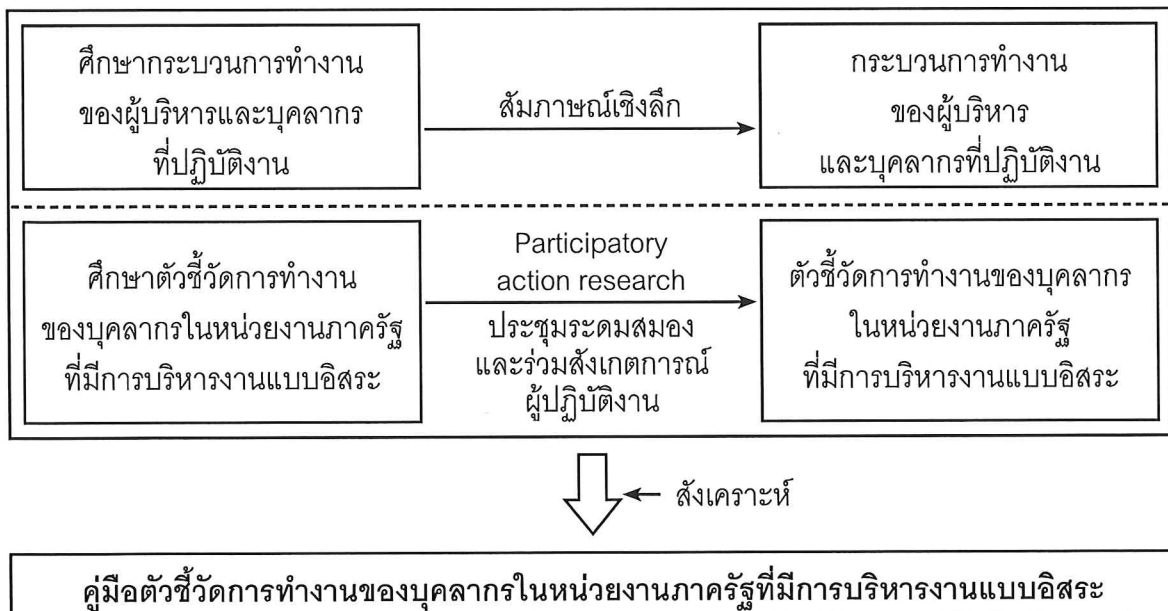 ศึกษากระบวนการทำงาน
ของผู้บริหารและบุคลากร
ที่ปฏิบัติงาน
สัมภาษณ์เชิงลึก
กระบวนการทำงาน
ของผู้บริหาร
และบุคลากรที่ปฏิบัติงาน
ศึกษาตัวชี้วัดการทำงาน
ของบุคลากรในหน่วยงานภาครัฐ
ที่มีการบริหารงานแบบอิสระ
Participatory
action research
ประชุมระดมสมอง
และร่วมสังเกตการณ์
ผู้ปฏิบัติงาน
ตัวชี้วัดการทำงานของบุคลากร
ในหน่วยงานภาครัฐ
ที่มีการบริหารงานแบบอิสระ
สังเคราะห์
คู่มือตัวชี้วัดการทำงานของบุคลากรในหน่วยงานภาครัฐที่มีการบริหารงานแบบอิสระ